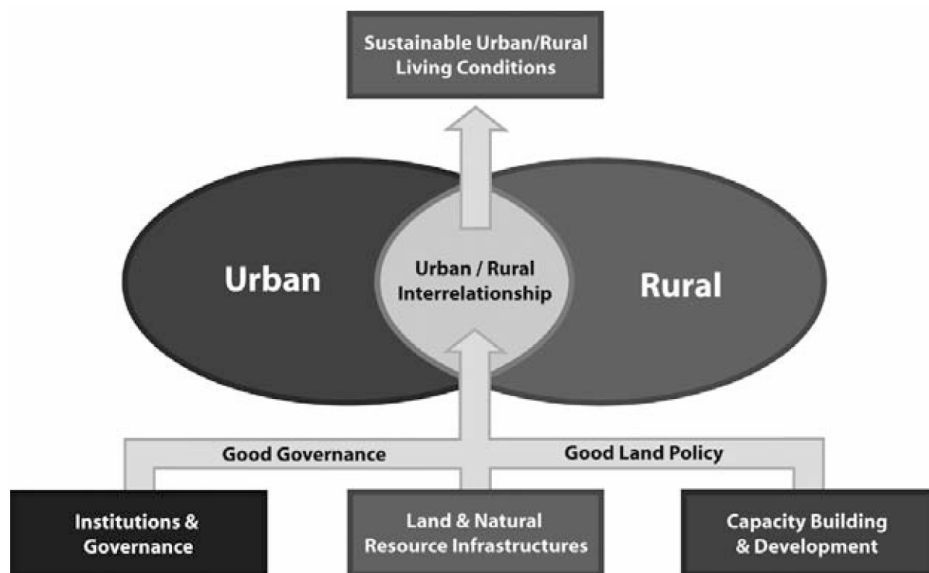 Sustainable Urban/Rural
Living Conditions
Urban
Urban / Rural
Interrelationship
Rural
Good Governance
Good Land Policy
Institutions &
Governance
Land & Natural
Resource Infrastructures
Capacity Building
& Development